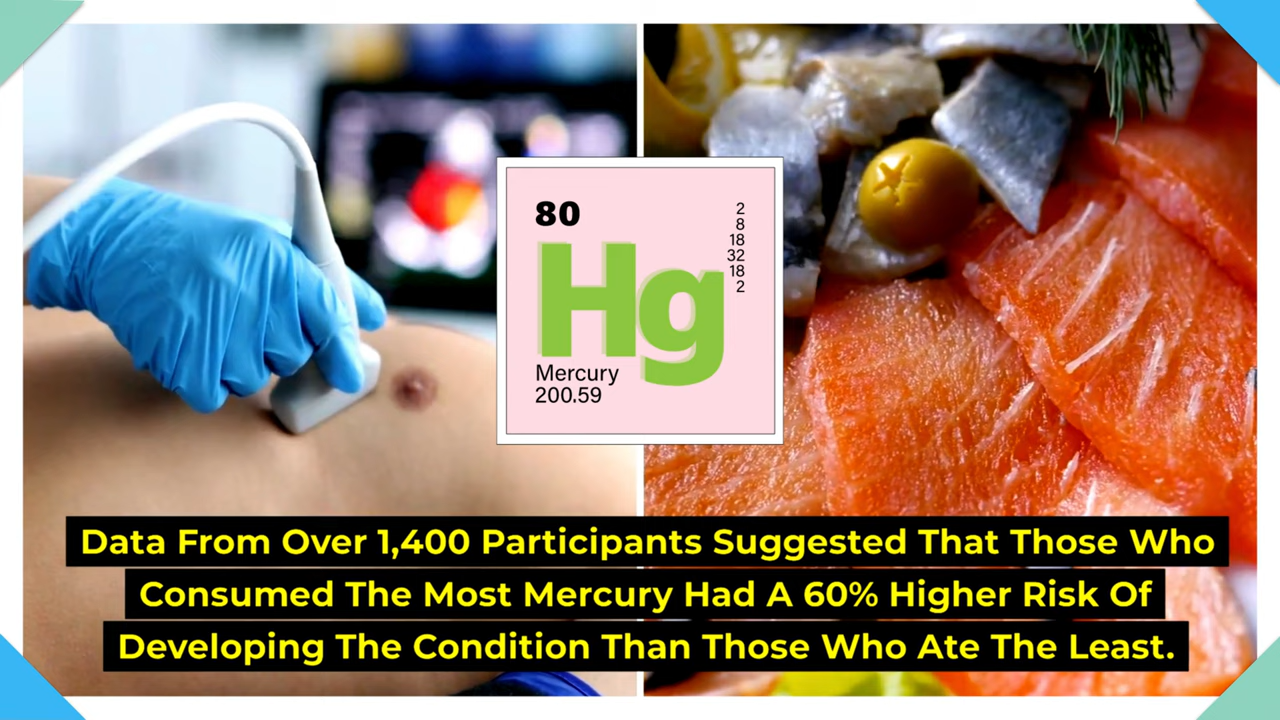 80
2
8
18
32
18
2
Hg
Mercury
200.59
Data From Over 1,400 Participants Suggested That Those Who
Consumed The Most Mercury Had A 60% Higher Risk Of
Developing The Condition Than Those Who Ate The Least.